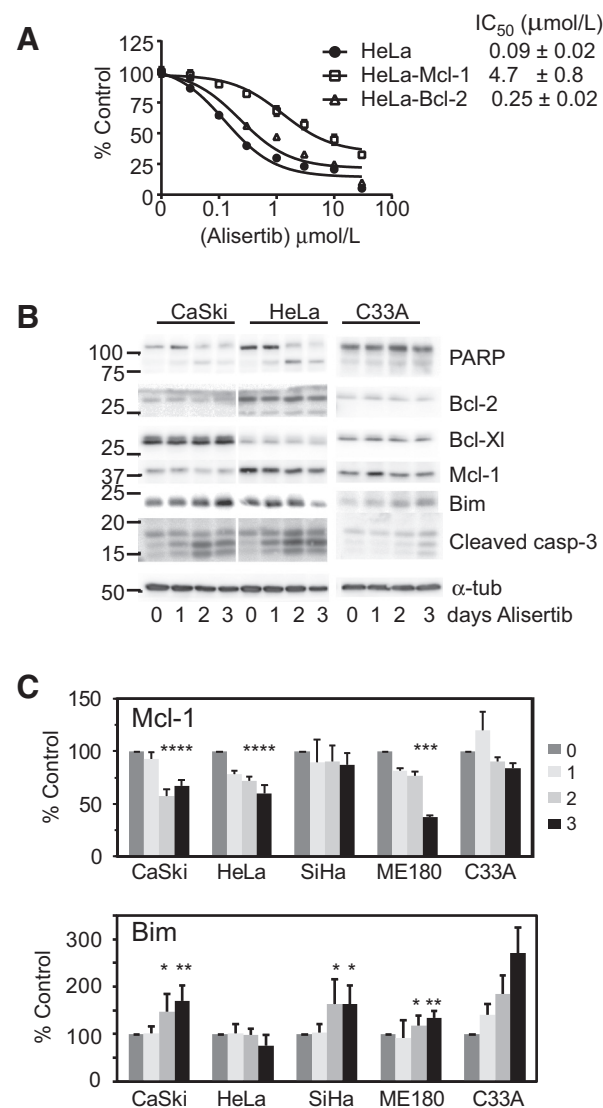 A
IC50 (μmol/L)
HeLa 0.09 ± 0.02
HeLa-Mcl-1 4.7 ± 0.8
HeLa-Bcl-2 0.25 ± 0.02
% Control
125
100
75
50
25
0
0 0.1 1 10 100
(Alisertib) μmol/L
B
CaSki HeLa C33A
100
75
PARP
25
Bcl-2
25
Bcl-Xl
37
Mcl-1
25
Bim
20
15
Cleaved casp-3
50
α-tub
0 1 2 3 0 1 2 3 0 1 2 3 days Alisertib
C
Mcl-1
% Control
150
100
50
0
**** **** ***
CaSki HeLa SiHa ME180 C33A
0
1
2
3
Bim
% Control
300
200
100
0
* ** * * * **
CaSki HeLa SiHa ME180 C33A